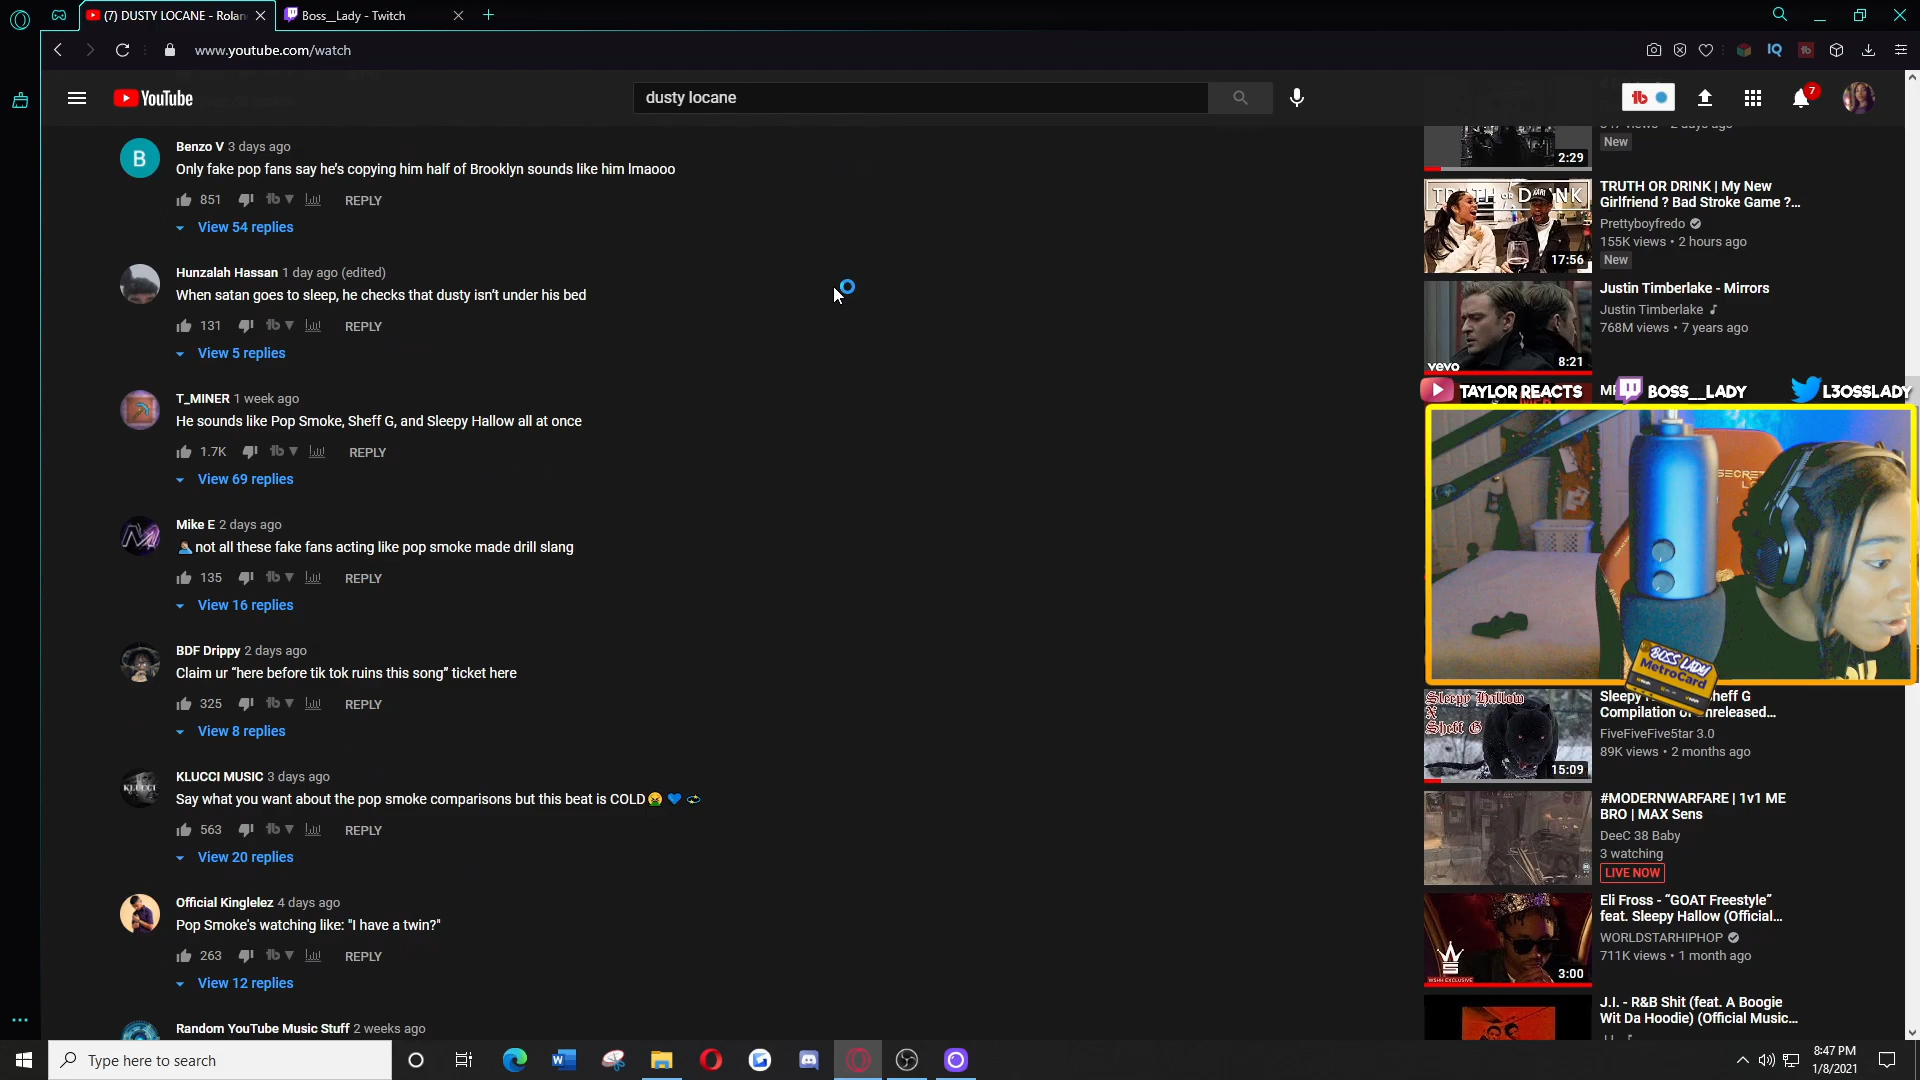 (7) DUSTY LOCANE - Rolan
Boss__Lady - Twitch
www.youtube.com/watch
YouTube
dusty locane
7
Benzo V 3 days ago
Only fake pop fans say he's copying him half of Brooklyn sounds like him lmaooo
851 REPLY
View 54 replies
Hunzalah Hassan 1 day ago (edited)
When satan goes to sleep, he checks that dusty isn't under his bed
131 REPLY
View 5 replies
T_MINER 1 week ago
He sounds like Pop Smoke, Sheff G, and Sleepy Hallow all at once
1.7K REPLY
View 69 replies
Mike E 2 days ago
🤦 not all these fake fans acting like pop smoke made drill slang
135 REPLY
View 16 replies
BDF Drippy 2 days ago
Claim ur “here before tik tok ruins this song” ticket here
325 REPLY
View 8 replies
KLUCCI MUSIC 3 days ago
Say what you want about the pop smoke comparisons but this beat is COLD🤮 💙 💫
563 REPLY
View 20 replies
Official Kinglelez 4 days ago
Pop Smoke's watching like: "I have a twin?"
263 REPLY
View 12 replies
Random YouTube Music Stuff 2 weeks ago
2:29
New
TRUTH OR DRINK | My New
Girlfriend ? Bad Stroke Game ?...
Prettyboyfredo
155K views • 2 hours ago
New
17:56
Justin Timberlake - Mirrors
Justin Timberlake
768M views • 7 years ago
vevo
8:21
TAYLOR REACTS
BOSS__LADY
L3OSSLADY
BOSS LADY
MetroCard
Sleepy Hallow
X
Sheff G
15:09
Sleepy heff G
Compilation
FiveFiveFive5tar 3.0
89K views • 2 months ago
#MODERNWARFARE | 1v1 ME
BRO | MAX Sens
DeeC 38 Baby
3 watching
LIVE NOW
Eli Fross - “GOAT Freestyle”
feat. Sleepy Hallow (Official...
WORLDSTARHIPHOP
711K views • 1 month ago
3:00
J.I. - R&B Shit (feat. A Boogie
Wit Da Hoodie) (Official Music...
Type here to search
8:47 PM
1/8/2021